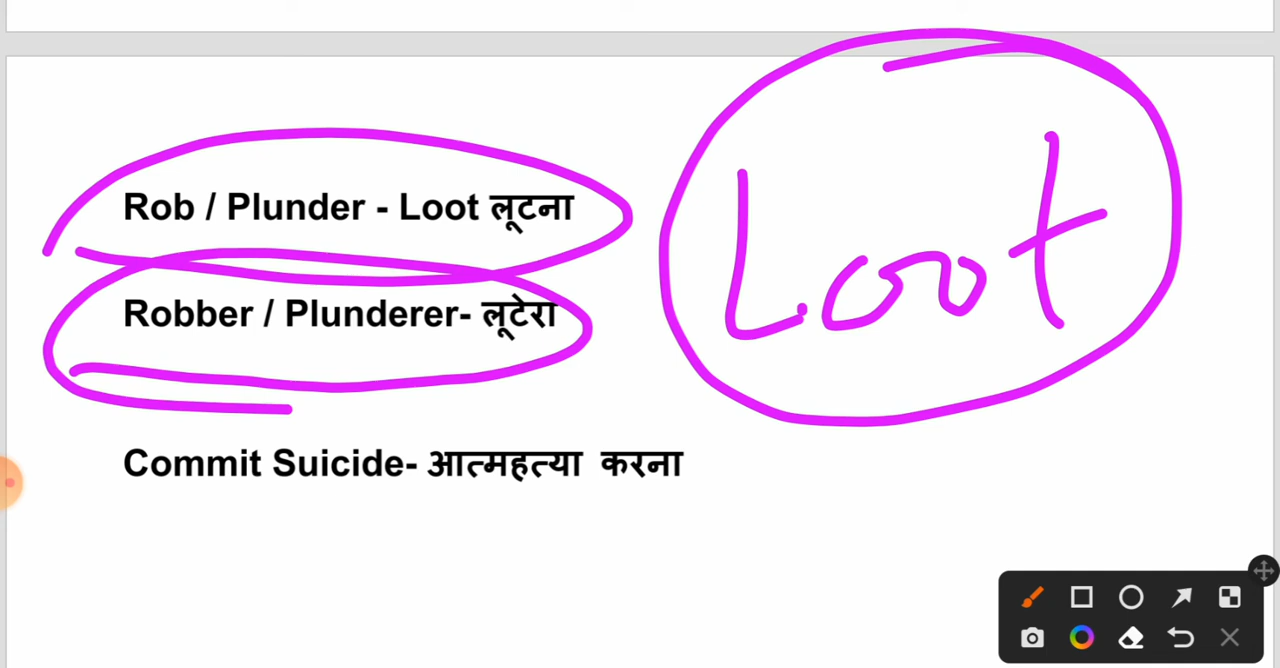 Rob / Plunder - Loot लूटना
Loot
Robber / Plunderer- लूटेरा
Commit Suicide- आत्महत्या करना